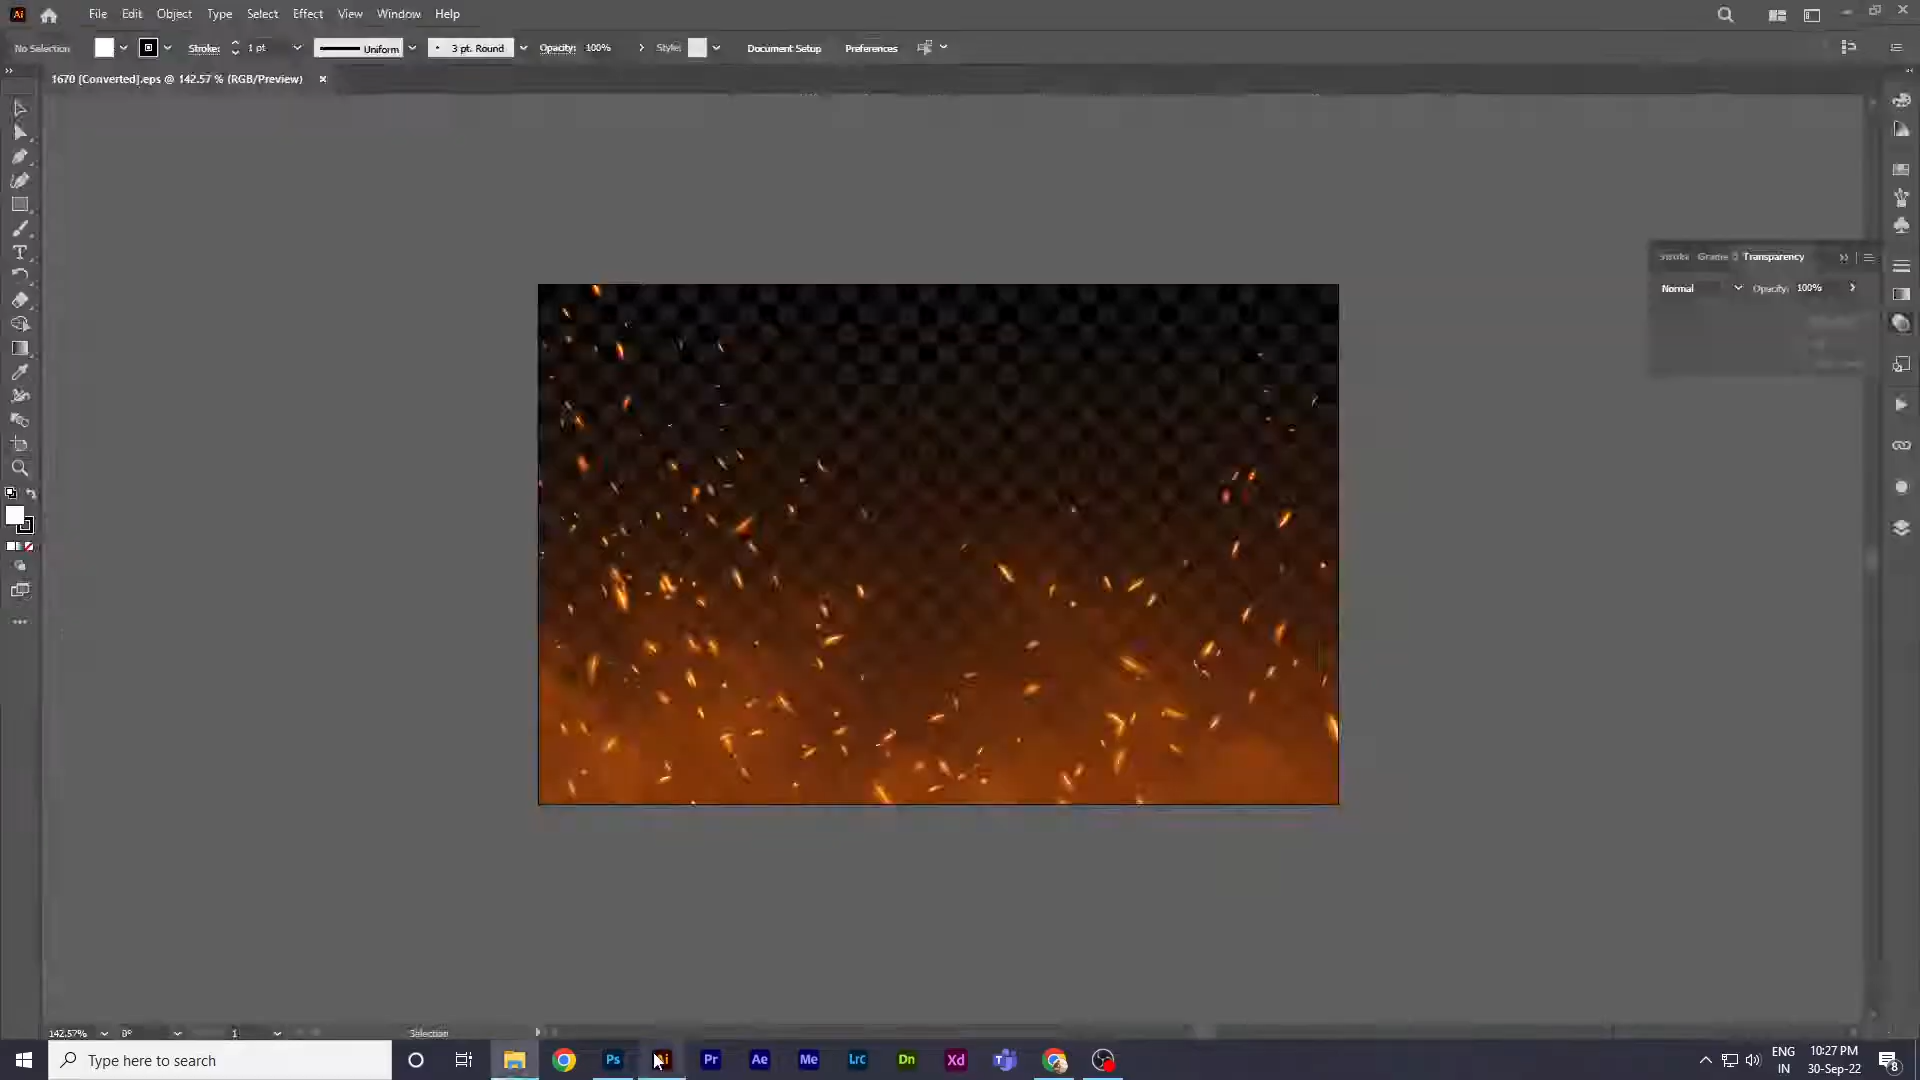 Ai File Edit Object Type Select Effect View Window Help
No Selection Stroke: 1 pt Uniform 3 pt. Round Opacity: 100% Style: Document Setup Preferences
1670 [Converted].eps @ 142.57 % (RGB/Preview)
Stroke Transparency
Normal Opacity: 100%
T
142.57% 0° 1 Selection
Type here to search Ps Ai Pr Ae Me Lrc Dn Xd T
ENG 10:27 PM
IN 30-Sep-22 8